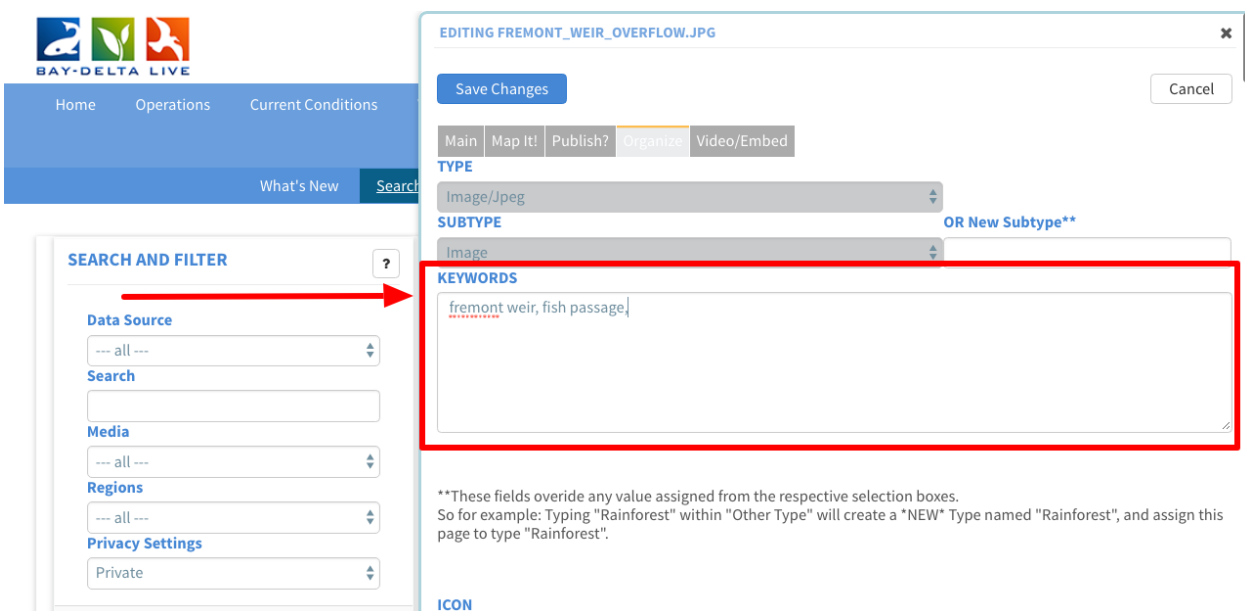 BAY-DELTA LIVE
Home Operations Current Conditions
What's New Search
SEARCH AND FILTER ?
Data Source
--- all ---
Search
Media
--- all ---
Regions
--- all ---
Privacy Settings
Private
EDITING FREMONT_WEIR_OVERFLOW.JPG ×
Save Changes Cancel
Main Map It! Publish? Organize Video/Embed
TYPE
Image/Jpeg
SUBTYPE OR New Subtype**
Image
KEYWORDS
fremont weir, fish passage,
**These fields overide any value assigned from the respective selection boxes.
So for example: Typing "Rainforest" within "Other Type" will create a *NEW* Type named "Rainforest", and assign this
page to type "Rainforest".
ICON